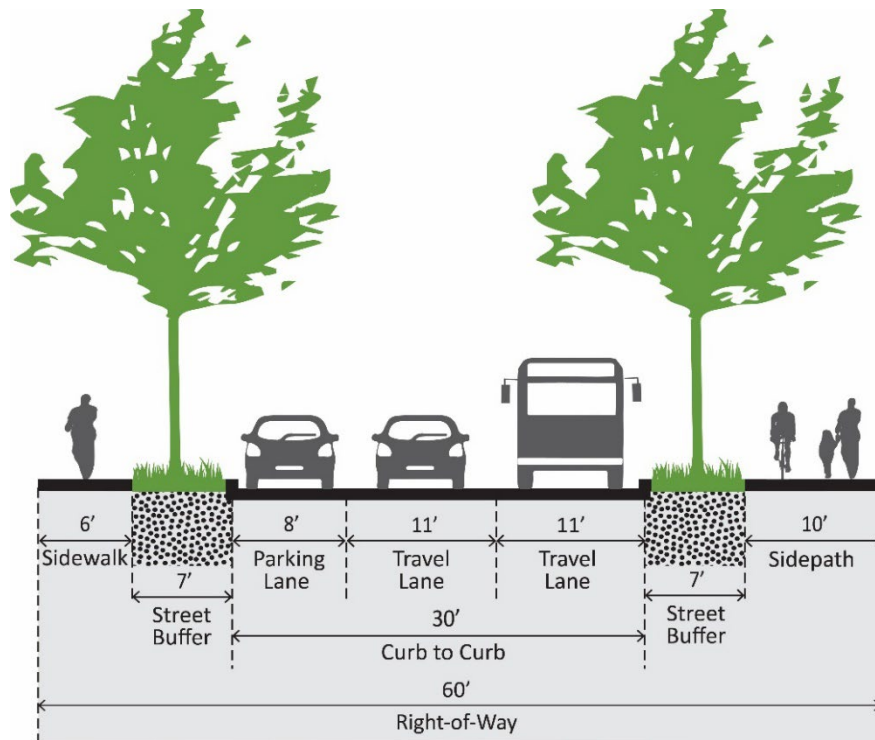 6’ 8’ 11’ 11’ 10’
Sidewalk Parking Travel Travel Sidepath
Lane Lane Lane
7’ 7’
Street Street
Buffer Buffer
30’
Curb to Curb
60’
Right-of-Way